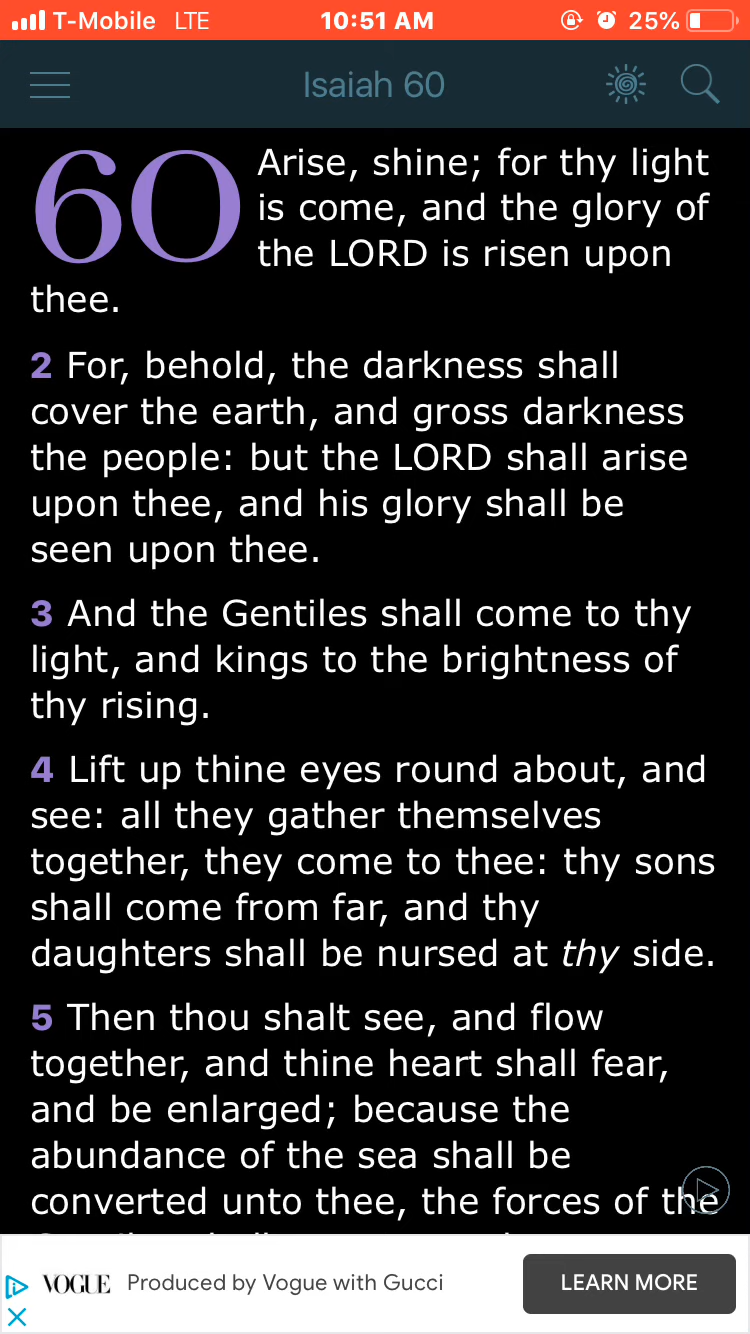 T-Mobile LTE 10:51 AM 25%
Isaiah 60
60 Arise, shine; for thy light
is come, and the glory of
the LORD is risen upon
thee.
2 For, behold, the darkness shall
cover the earth, and gross darkness
the people: but the LORD shall arise
upon thee, and his glory shall be
seen upon thee.
3 And the Gentiles shall come to thy
light, and kings to the brightness of
thy rising.
4 Lift up thine eyes round about, and
see: all they gather themselves
together, they come to thee: thy sons
shall come from far, and thy
daughters shall be nursed at thy side.
5 Then thou shalt see, and flow
together, and thine heart shall fear,
and be enlarged; because the
abundance of the sea shall be
converted unto thee, the forces of the
VOGUE Produced by Vogue with Gucci LEARN MORE